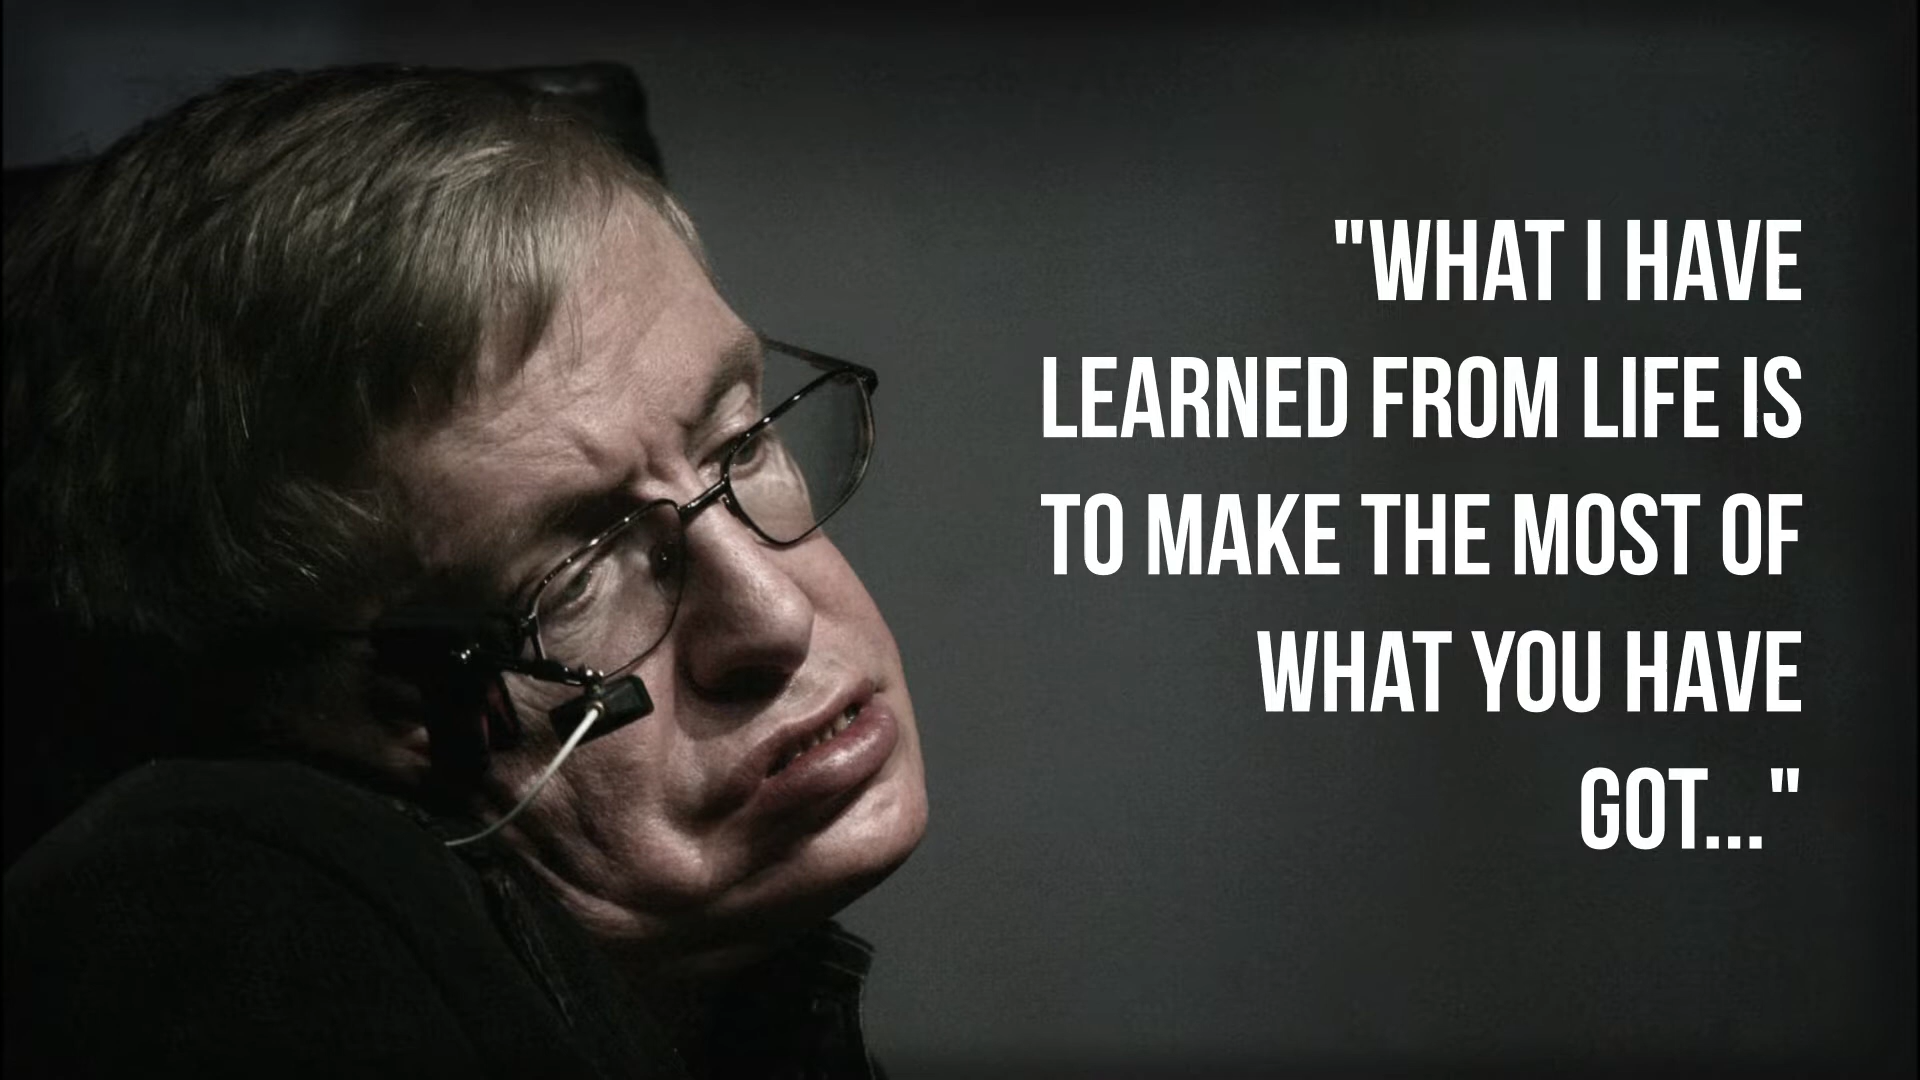 "WHAT I HAVE
LEARNED FROM LIFE IS
TO MAKE THE MOST OF
WHAT YOU HAVE
GOT..."